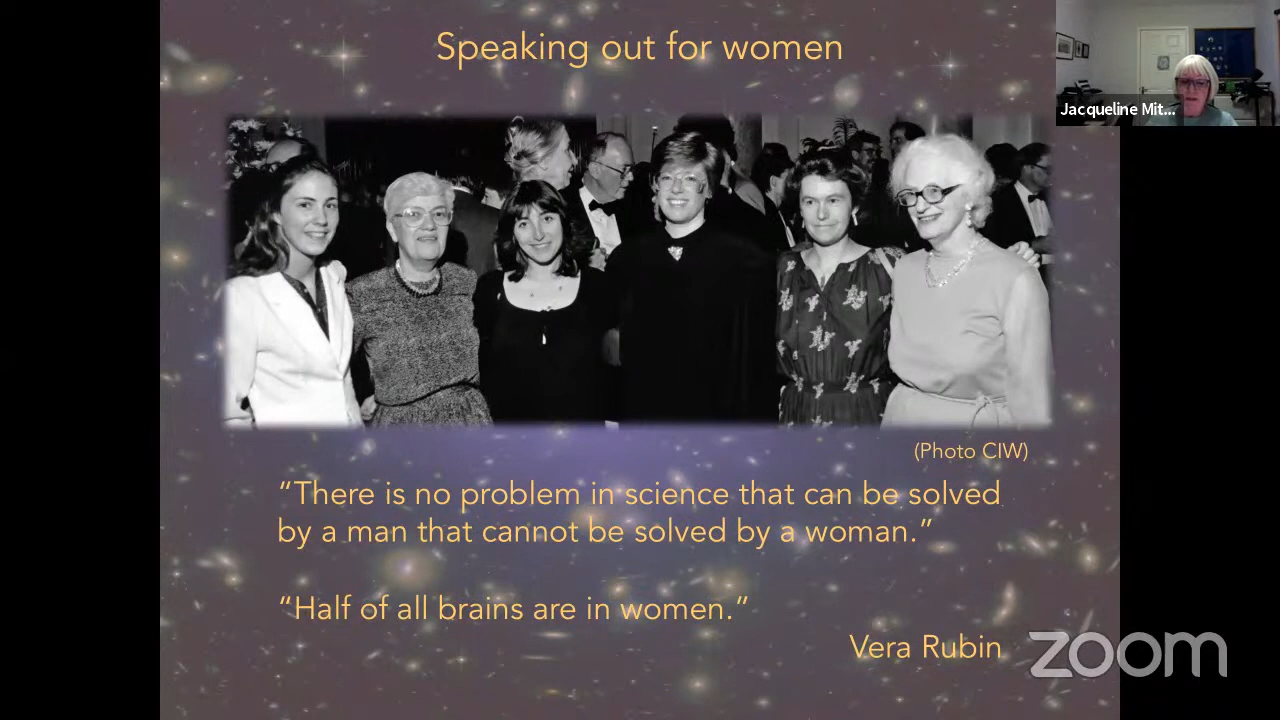 Speaking out for women
Jacqueline Mit...
(Photo CIW)
“There is no problem in science that can be solved
by a man that cannot be solved by a woman.”
“Half of all brains are in women.”
Vera Rubin
zoom